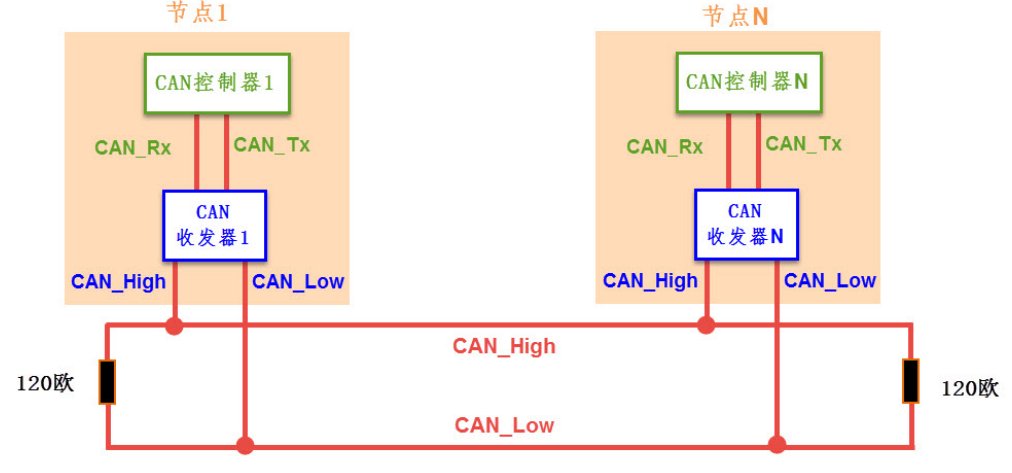 节点1
节点N
CAN控制器1
CAN控制器N
CAN_Rx
CAN_Tx
CAN_Rx
CAN_Tx
CAN
收发器1
CAN
收发器N
CAN_High
CAN_Low
CAN_High
CAN_Low
CAN_High
120欧
120欧
CAN_Low